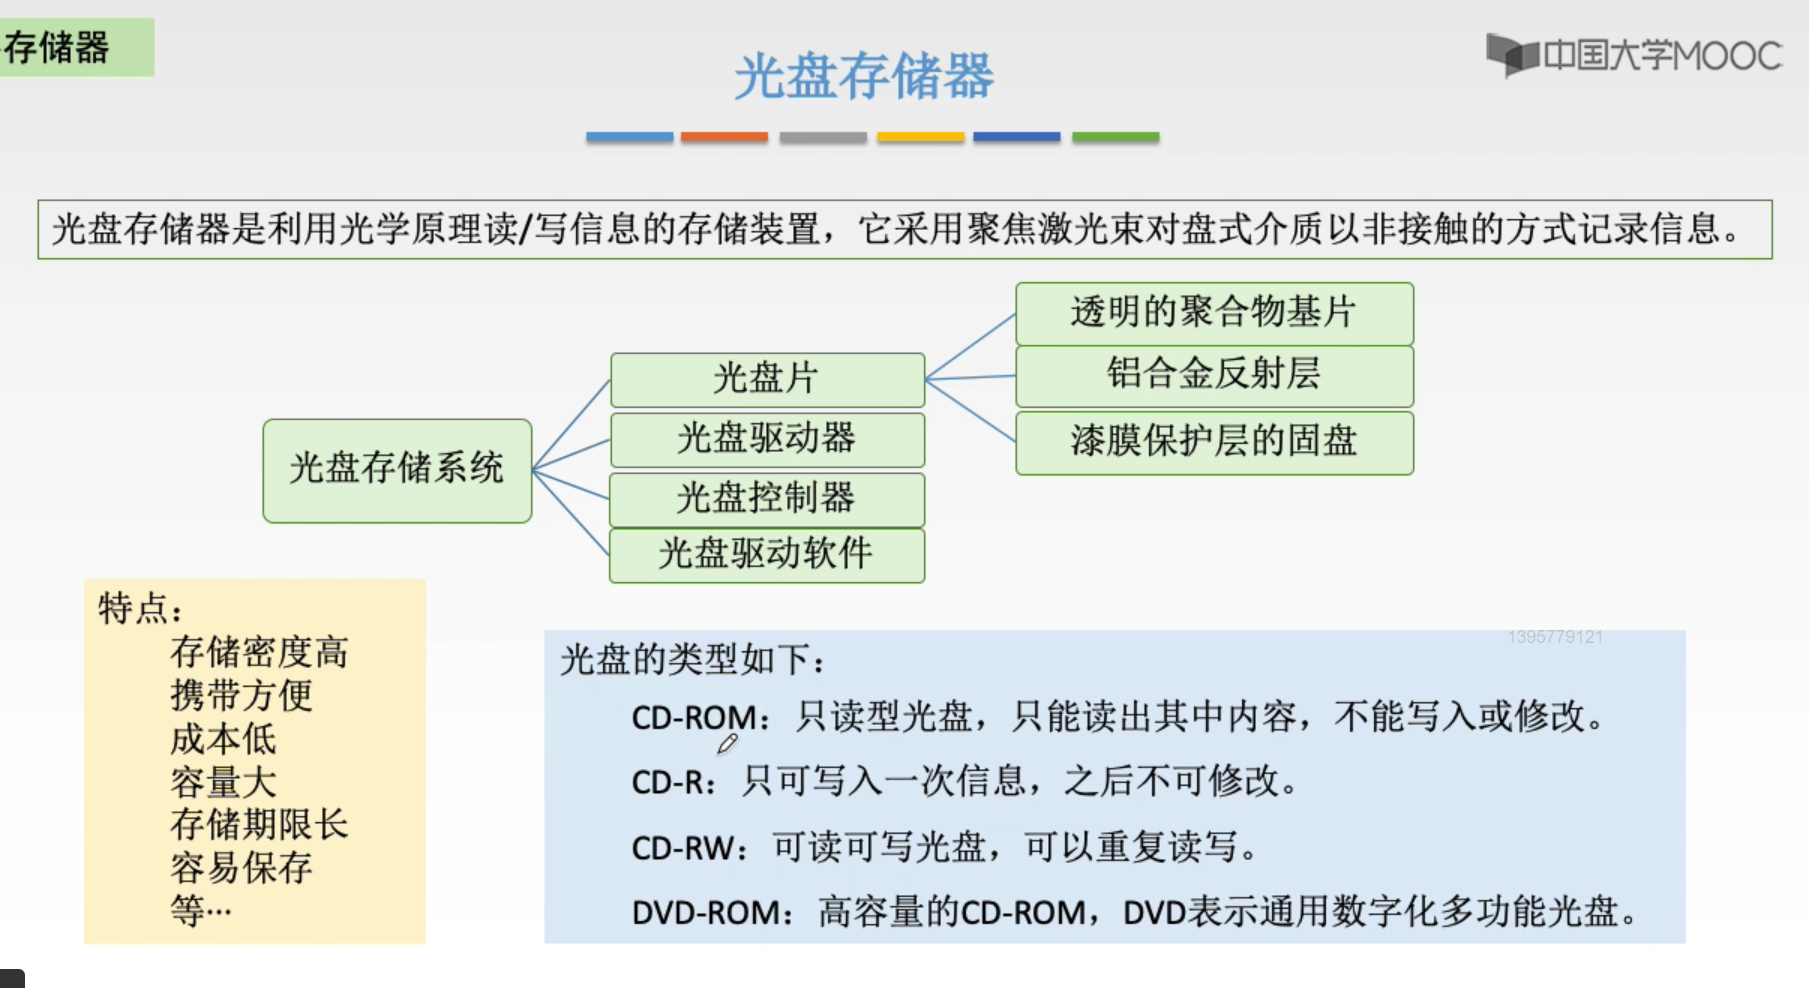 存储器
中国大学MOOC
光盘存储器
光盘存储器是利用光学原理读/写信息的存储装置，它采用聚焦激光束对盘式介质以非接触的方式记录信息。
光盘存储系统
光盘片
光盘驱动器
光盘控制器
光盘驱动软件
透明的聚合物基片
铝合金反射层
漆膜保护层的固盘
特点：
存储密度高
携带方便
成本低
容量大
存储期限长
容易保存
等…
1395779121
光盘的类型如下：
CD-ROM：只读型光盘，只能读出其中内容，不能写入或修改。
CD-R：只可写入一次信息，之后不可修改。
CD-RW：可读可写光盘，可以重复读写。
DVD-ROM：高容量的CD-ROM，DVD表示通用数字化多功能光盘。